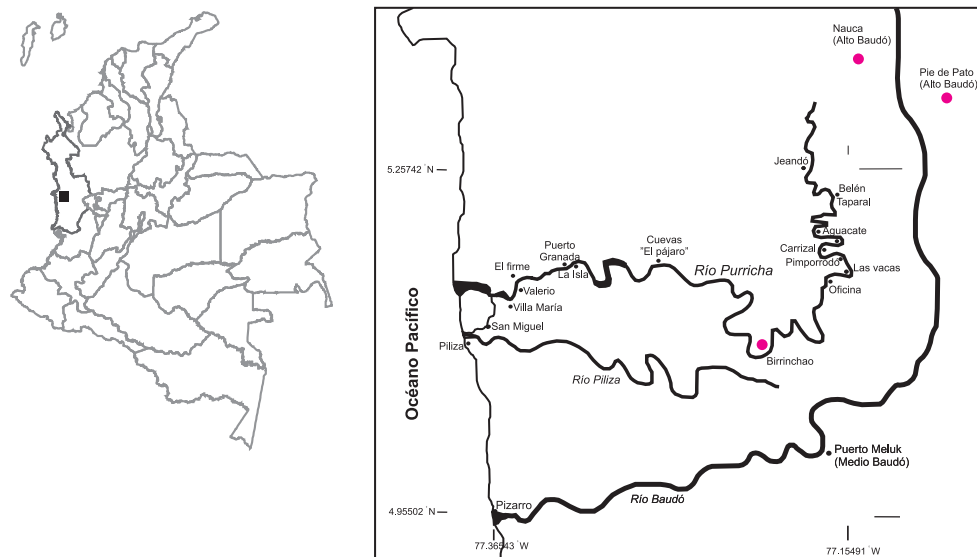 Nauca
(Alto Baudó)
Pie de Pato
(Alto Baudó)
Jeandó
5.25742 ° N
Belén
Taparal
Aguacate
Carrizal
Pimporrodó
Las vacas
Oficina
Cuevas
"El pájaro"
Puerto
Granada
La Isla
El firme
Valerio
Villa María
San Miguel
Piliza
Río Purricha
Birrinchao
Río Piliza
Océano Pacífico
Puerto Meluk
(Medio Baudó)
Río Baudó
Pizarro
4.95502 ° N
77.36543 ° W
77.15491 ° W